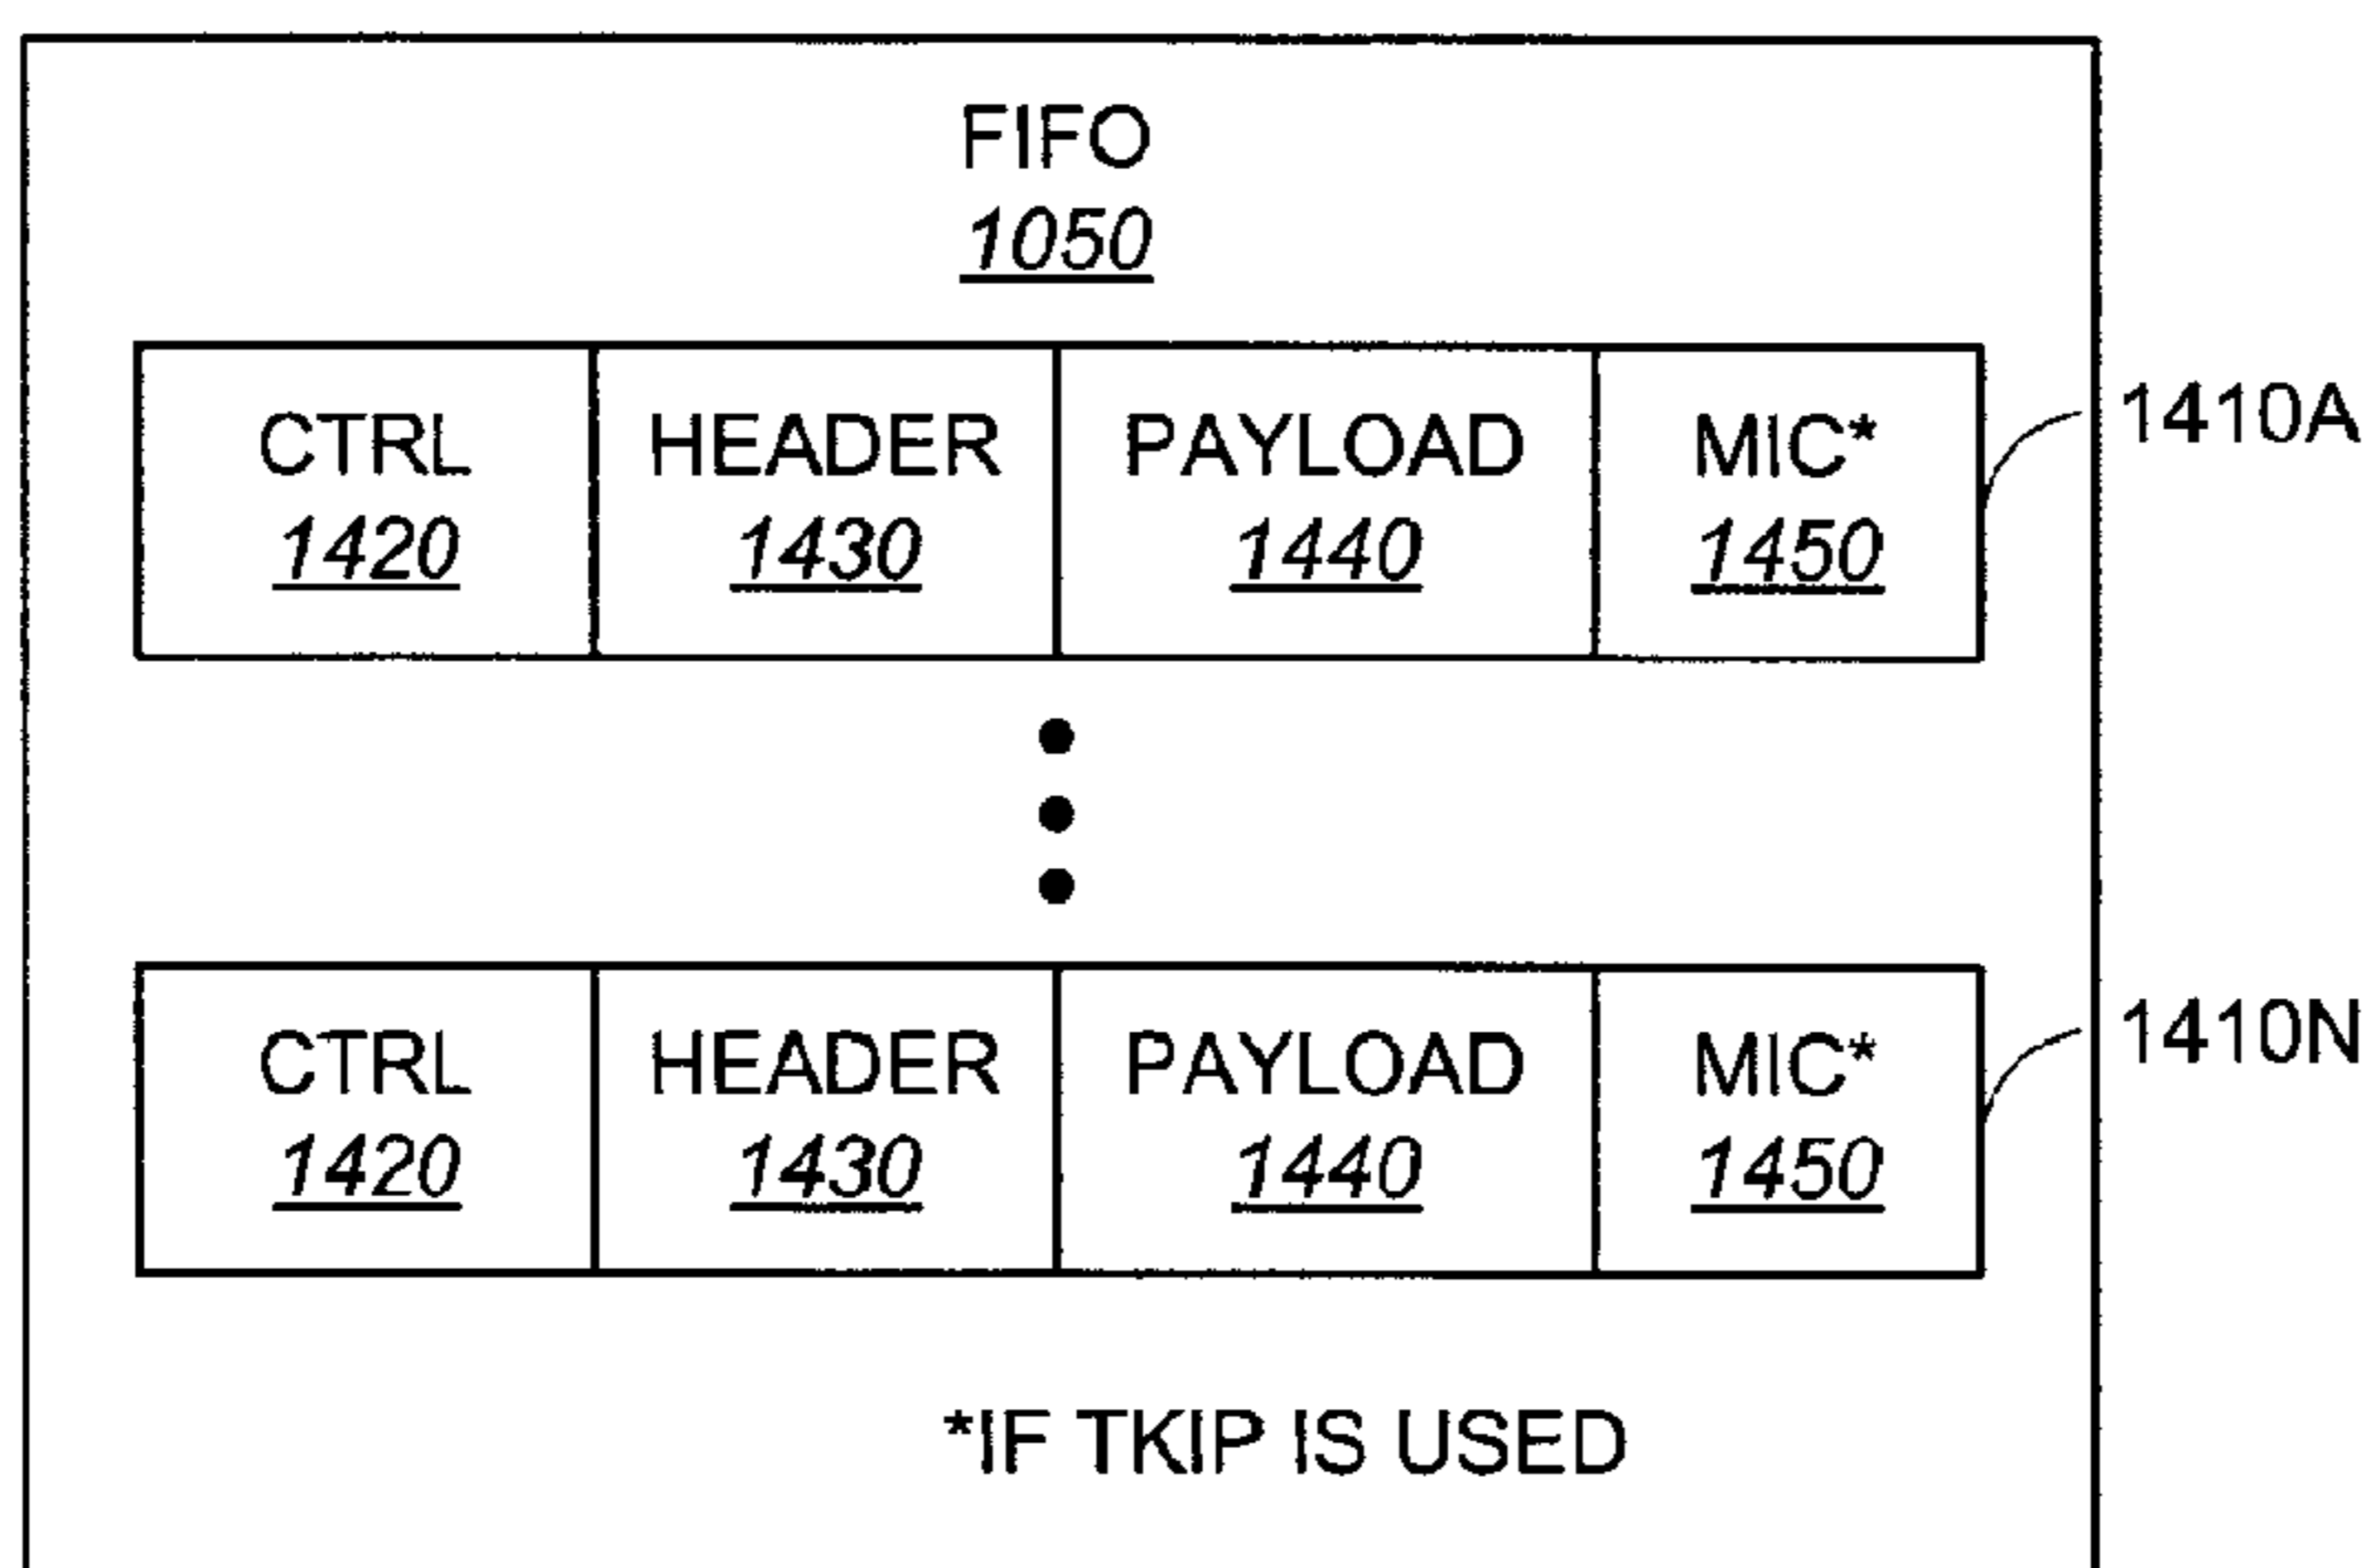 FIFO
1050
CTRL HEADER PAYLOAD MIC* 1410A
1420 1430 1440 1450
CTRL HEADER PAYLOAD MIC* 1410N
1420 1430 1440 1450
*IF TKIP IS USED